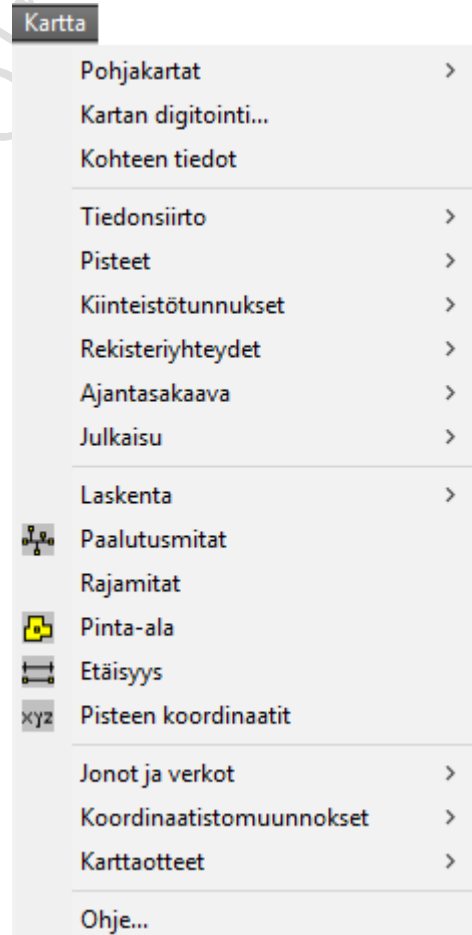 Kartta
Pohjakartat
Kartan digitointi...
Kohteen tiedot
Tiedonsiirto
Pisteet
Kiinteistötunnukset
Rekisteriyhteydet
Ajantasakaava
Julkaisu
Laskenta
Paalutusmitat
Rajamitat
Pinta-ala
Etäisyys
xyz Pisteen koordinaatit
Jonot ja verkot
Koordinaatistomuunnokset
Karttaotteet
Ohje...